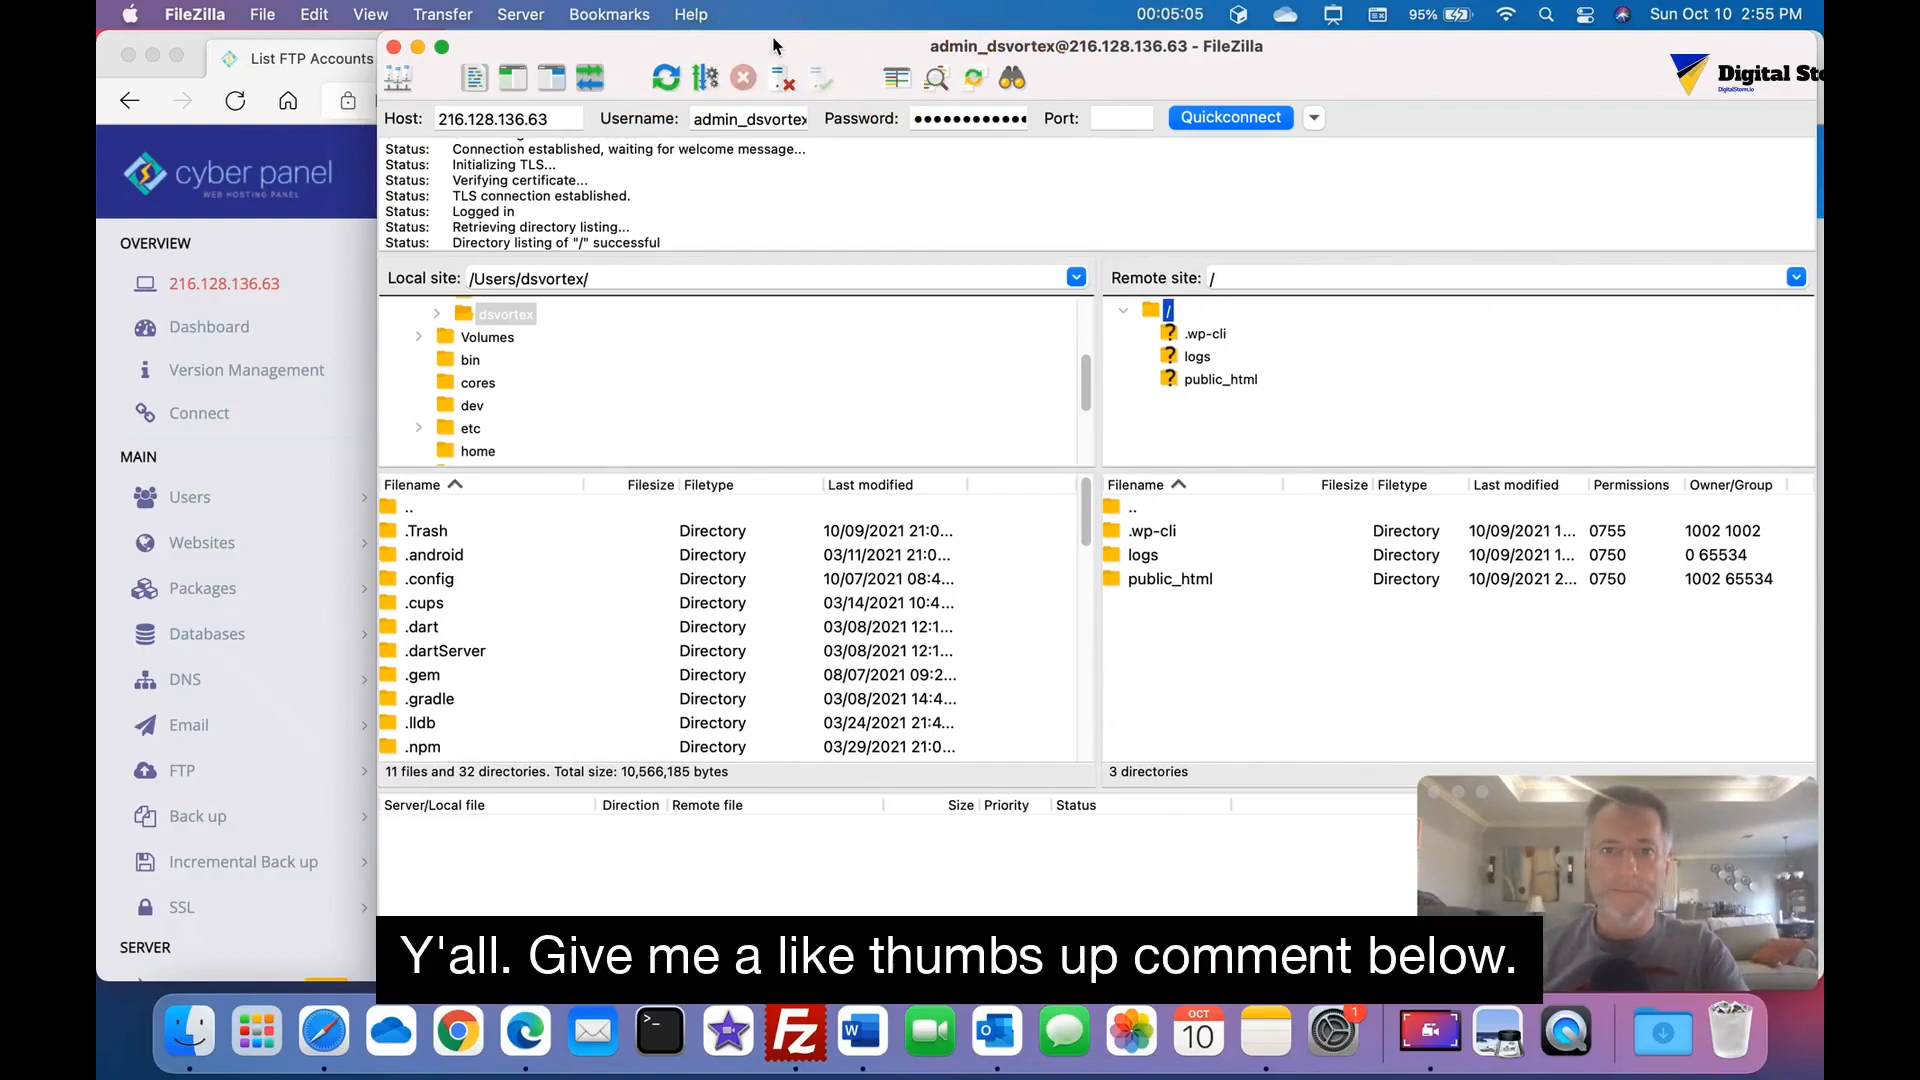 FileZilla File Edit View Transfer Server Bookmarks Help 00:05:05 95% Sun Oct 10 2:55 PM
List FTP Accounts
admin_dsvortex@216.128.136.63 - FileZilla
Digital Sto
DigitalStorm.io
Host: 216.128.136.63 Username: admin_dsvortex Password: ●●●●●●●●●●●● Port: Quickconnect
Status: Connection established, waiting for welcome message...
Status: Initializing TLS...
Status: Verifying certificate...
Status: TLS connection established.
Status: Logged in
Status: Retrieving directory listing...
Status: Directory listing of "/" successful
cyber panel
WEB HOSTING PANEL
OVERVIEW
216.128.136.63
Dashboard
Version Management
Connect
MAIN
Users
Websites
Packages
Databases
DNS
Email
FTP
Back up
Incremental Back up
SSL
SERVER
Local site: /Users/dsvortex/
dsvortex
Volumes
bin
cores
dev
etc
home
Remote site: /
/
.wp-cli
logs
public_html
Filename Filesize Filetype Last modified
..
.Trash Directory 10/09/2021 21:0...
.android Directory 03/11/2021 21:0...
.config Directory 10/07/2021 08:4...
.cups Directory 03/14/2021 10:4...
.dart Directory 03/08/2021 12:1...
.dartServer Directory 03/08/2021 12:1...
.gem Directory 08/07/2021 09:2...
.gradle Directory 03/08/2021 14:4...
.lldb Directory 03/24/2021 21:4...
.npm Directory 03/29/2021 21:0...
11 files and 32 directories. Total size: 10,566,185 bytes
Filename Filesize Filetype Last modified Permissions Owner/Group
..
.wp-cli Directory 10/09/2021 1... 0755 1002 1002
logs Directory 10/09/2021 1... 0750 0 65534
public_html Directory 10/09/2021 2... 0750 1002 65534
3 directories
Server/Local file Direction Remote file Size Priority Status
Y'all. Give me a like thumbs up comment below.
>_
Fz
W
OCT
10
1